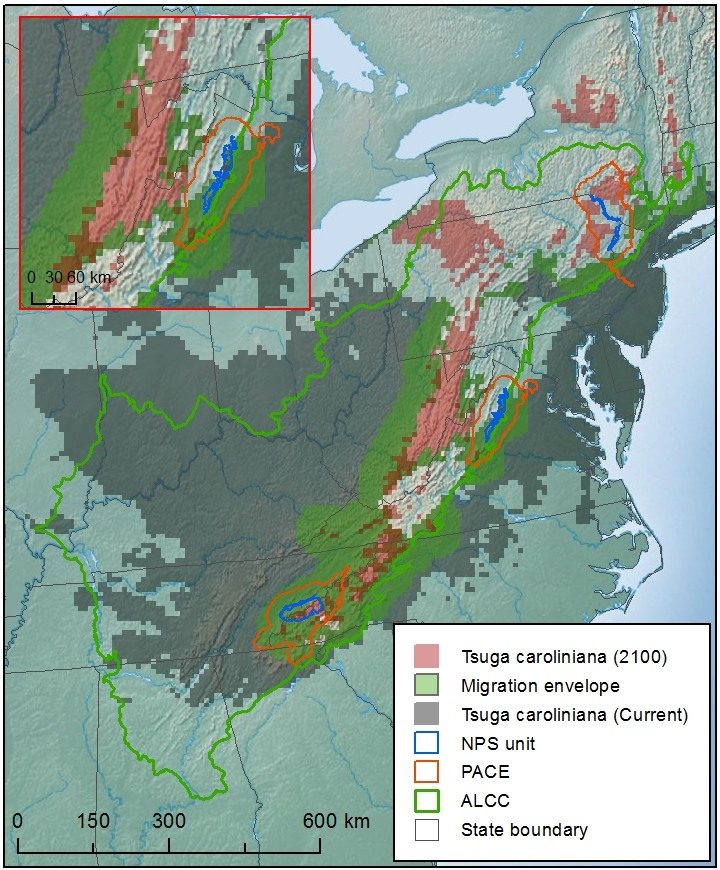 0 30 60 km
Tsuga caroliniana (2100)
Migration envelope
Tsuga caroliniana (Current)
NPS unit
PACE
ALCC
State boundary
0 150 300 600 km